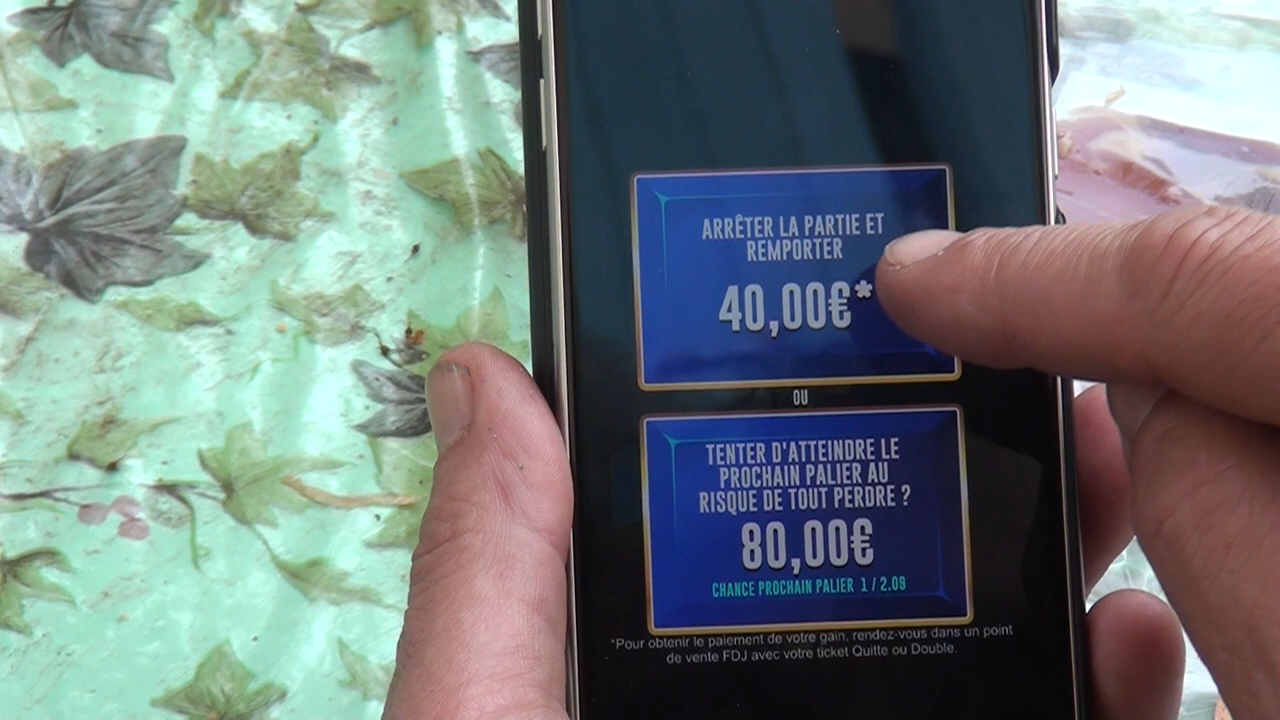 ARRÊTER LA PARTIE ET
REMPORTER
40,00€*
OU
TENTER D'ATTEINDRE LE
PROCHAIN PALIER AU
RISQUE DE TOUT PERDRE ?
80,00€
CHANCE PROCHAIN PALIER 1 / 2.09
*Pour obtenir le paiement de votre gain, rendez-vous dans un point
de vente FDJ avec votre ticket Quitte ou Double.